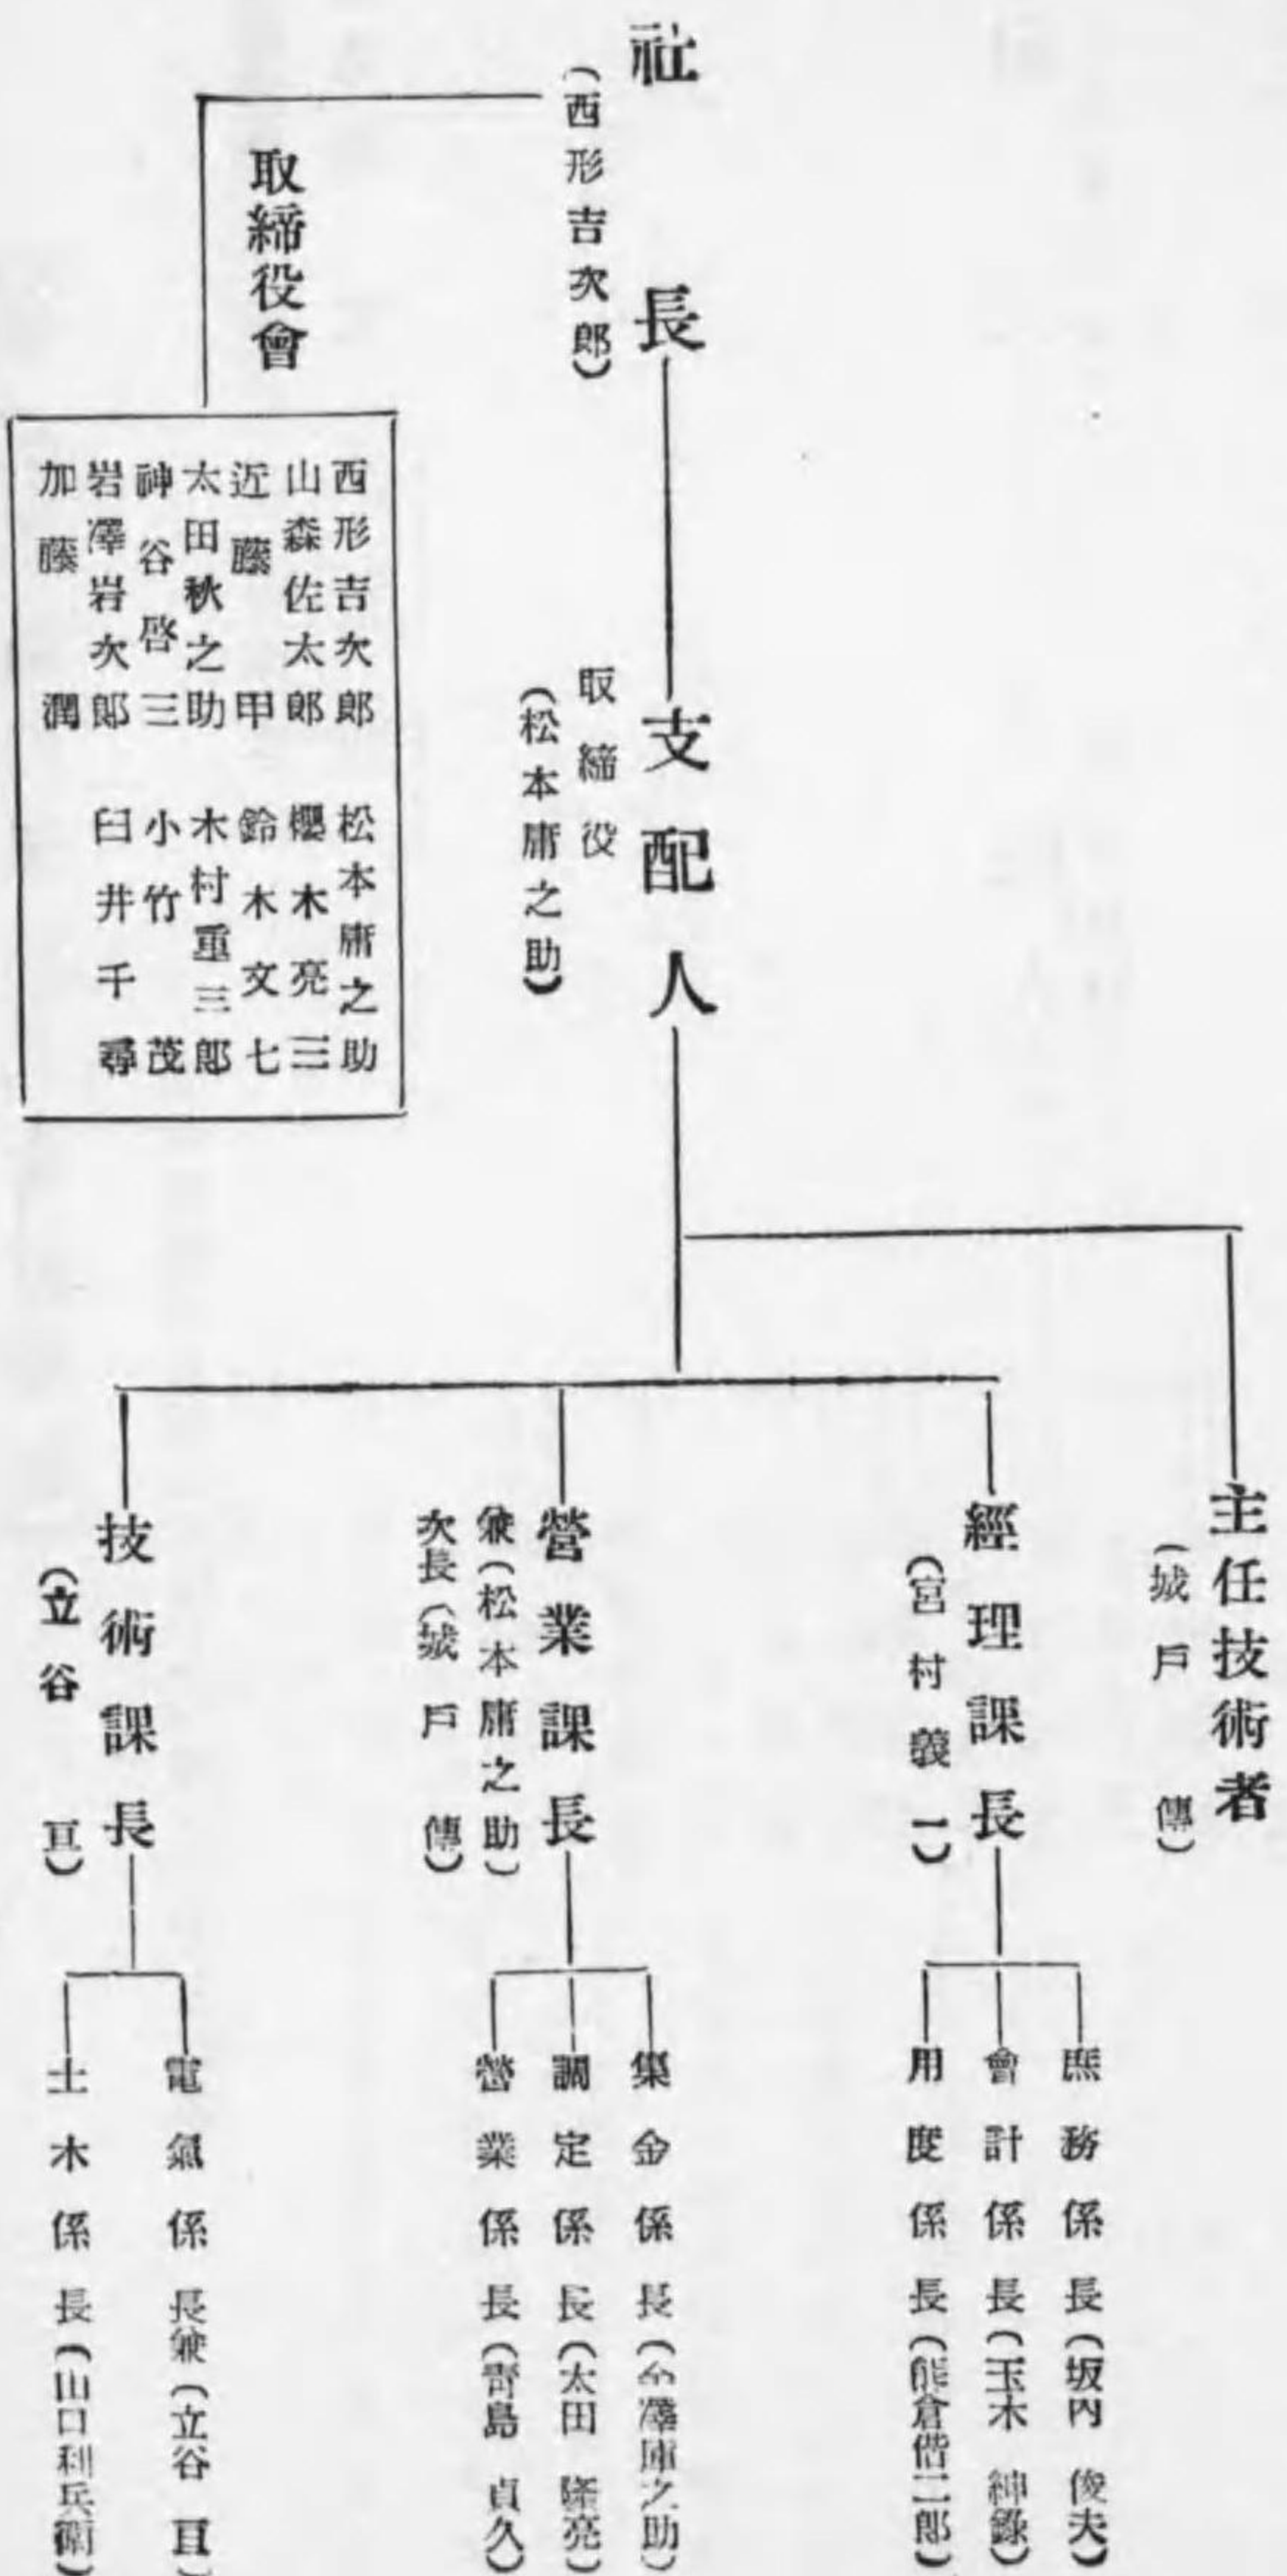 社長
(西形吉次郎)
取締役會
西形吉次郎 松本庸之助
山森佐太郎 櫻木亮三
近藤甲 鈴木文七
太田秋之助 木村重三郎
神谷啓三 小竹茂
岩澤岩次郎 臼井千尋
加藤潤
支配人
取締役
(松本庸之助)
主任技術者
(城戸傳)
經理課長
(宮村義一)
營業課長
兼(松本庸之助)
次長(城戸傳)
技術課長
(立谷亘)
庶務係長(坂内俊夫)
會計係長(玉木紳錄)
用度係長(熊倉偕二郎)
集金係長(澤庫之助)
調定係長(太田隆亮)
營業係長(靑島貞久)
電氣係長兼(立谷亘)
土木係長(山口利兵衞)